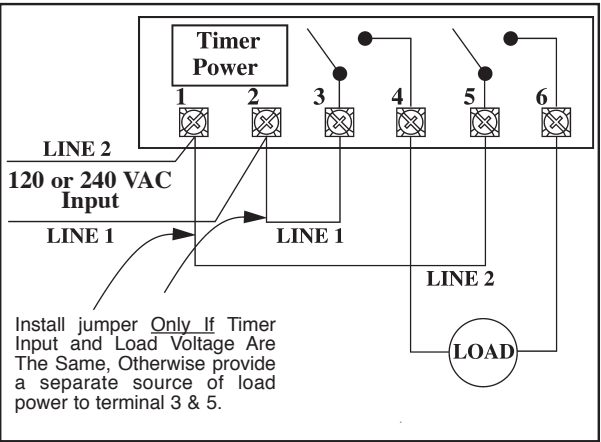 Timer
Power
1 2 3 4 5 6
LINE 2
120 or 240 VAC
Input
LINE 1
LINE 1
LINE 2
LOAD
Install jumper Only If Timer
Input and Load Voltage Are
The Same, Otherwise provide
a separate source of load
power to terminal 3 & 5.